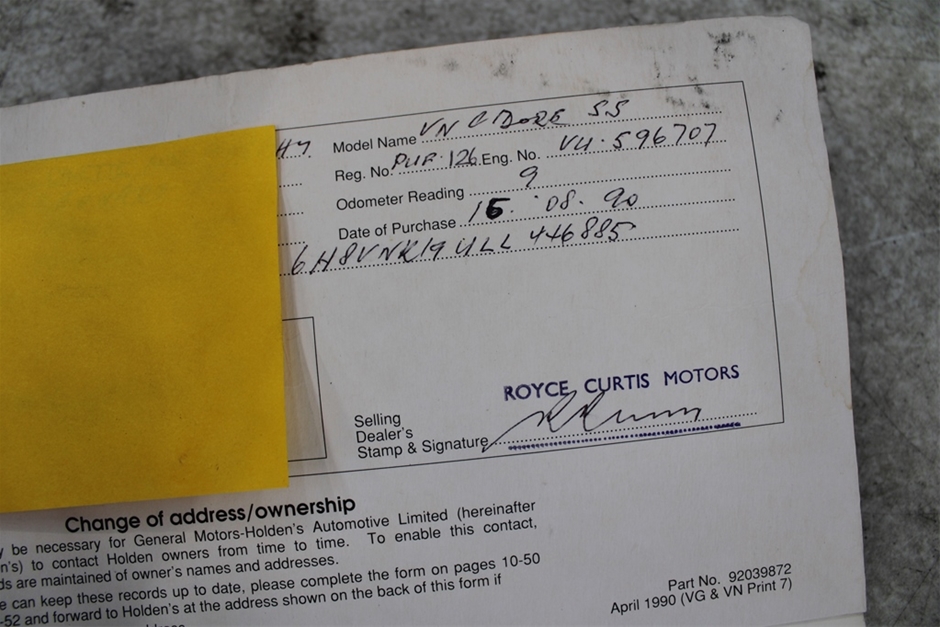 Model Name VN C'DORE SS
Reg. No. Eng. No. VH·596707
Odometer Reading 9
Date of Purchase 15. 08. 90
6H8VNK19ULL 446885
ROYCE CURTIS MOTORS
Selling
Dealer's
Stamp & Signature
Change of address/ownership
y be necessary for General Motors-Holden's Automotive Limited (hereinafter
n's) to contact Holden owners from time to time. To enable this contact,
ds are maintained of owner's names and addresses.
e can keep these records up to date, please complete the form on pages 10-50
-52 and forward to Holden's at the address shown on the back of this form if
Part No. 92039872
April 1990 (VG & VN Print 7)